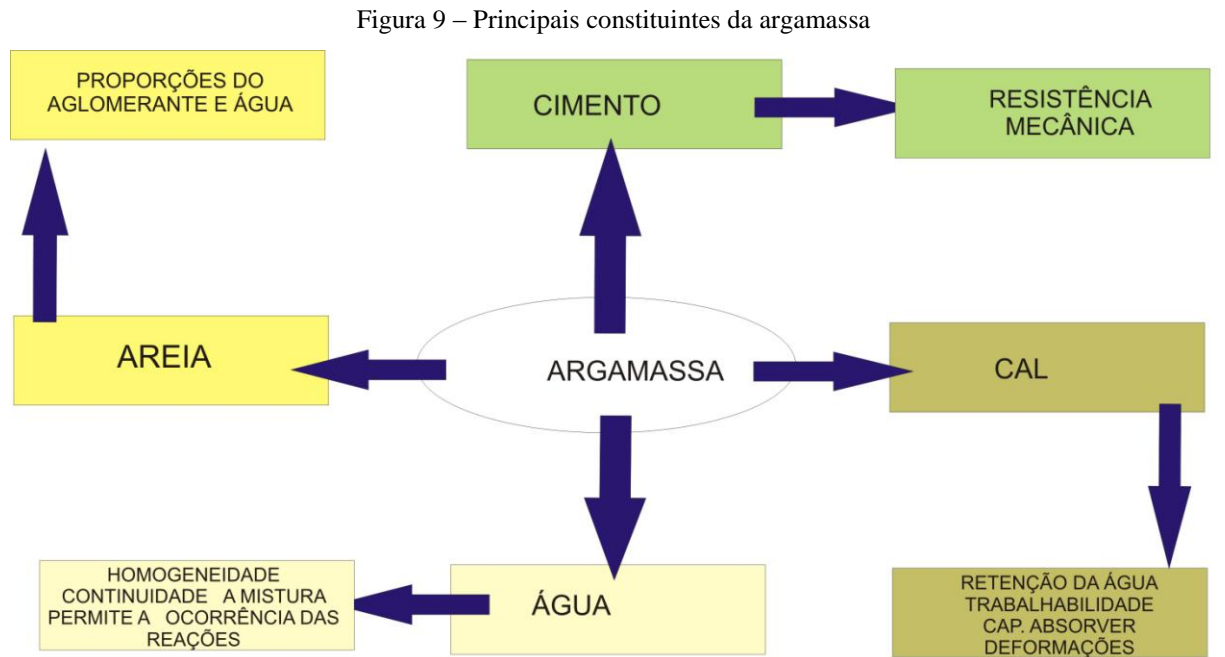 Figura 9 – Principais constituintes da argamassa
PROPORÇÕES DO
AGLOMERANTE E ÁGUA
CIMENTO
RESISTÊNCIA
MECÂNICA
AREIA
ARGAMASSA
CAL
HOMOGENEIDADE
CONTINUIDADE A MISTURA
PERMITE A OCORRÊNCIA DAS
REAÇÕES
ÁGUA
RETENÇÃO DA ÁGUA
TRABALHABILIDADE
CAP. ABSORVER
DEFORMAÇÕES